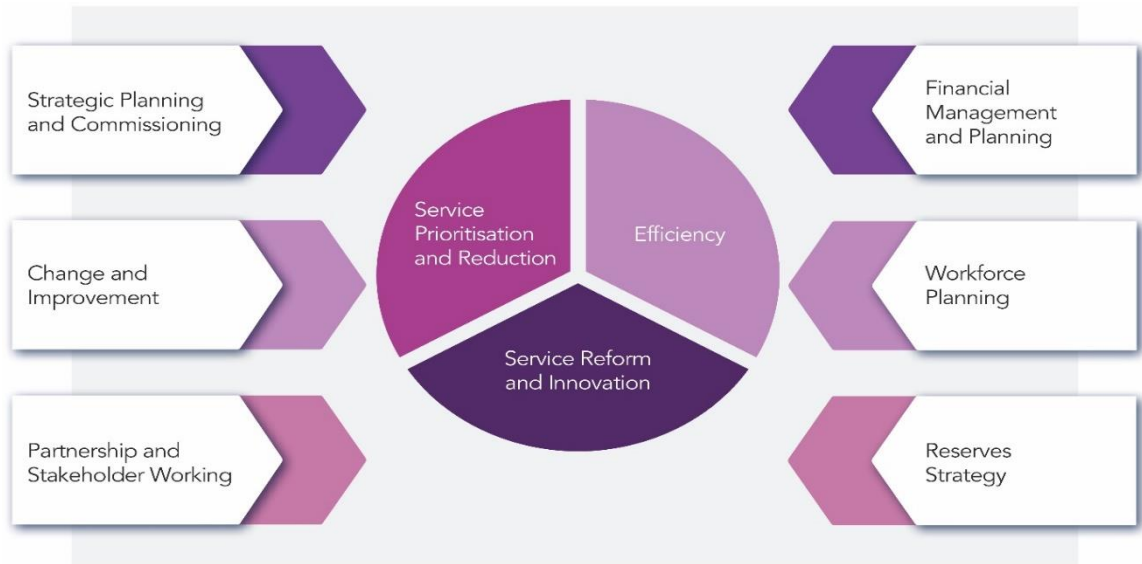 Strategic Planning
and Commissioning
Change and
Improvement
Partnership and
Stakeholder Working
Service
Prioritisation
and Reduction
Efficiency
Service Reform
and Innovation
Financial
Management
and Planning
Workforce
Planning
Reserves
Strategy